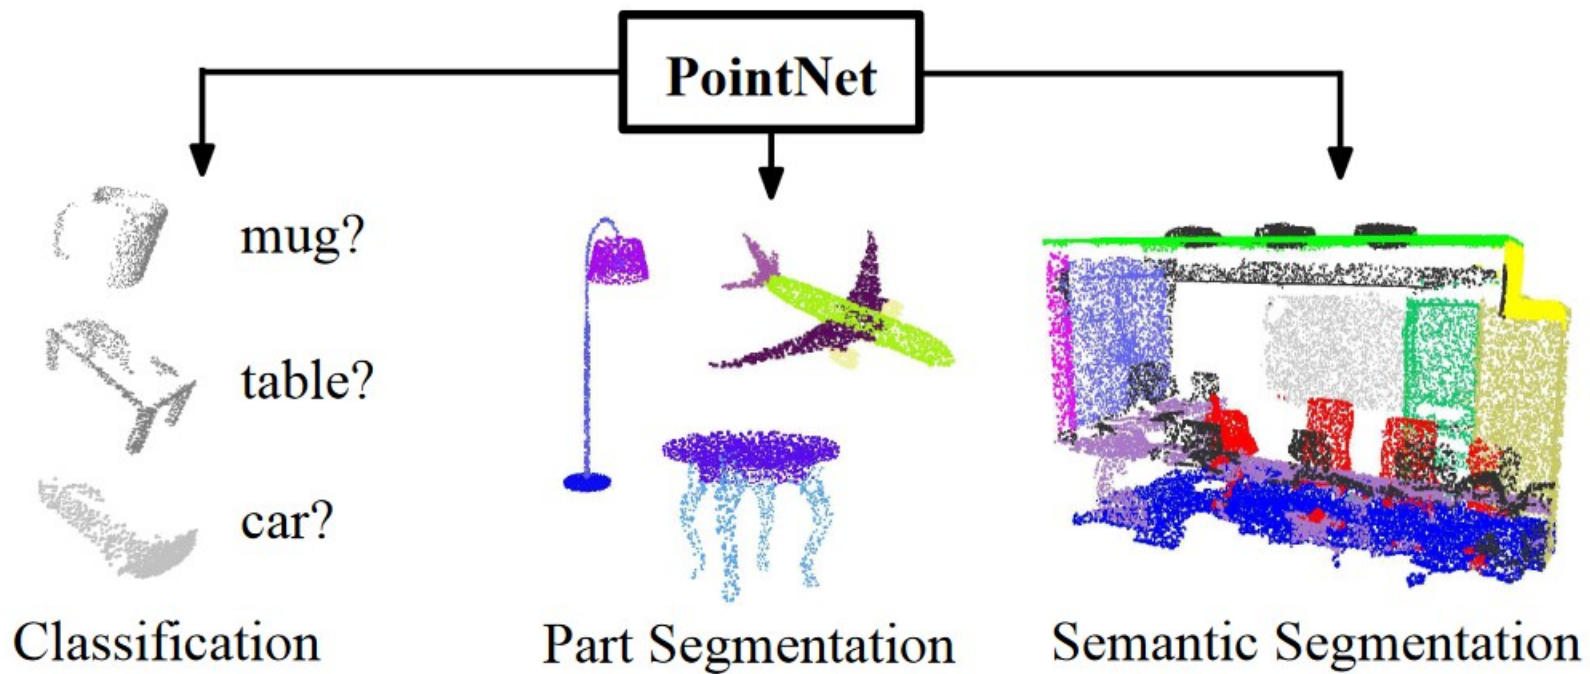 PointNet
mug?
table?
car?
Classification
Part Segmentation
Semantic Segmentation